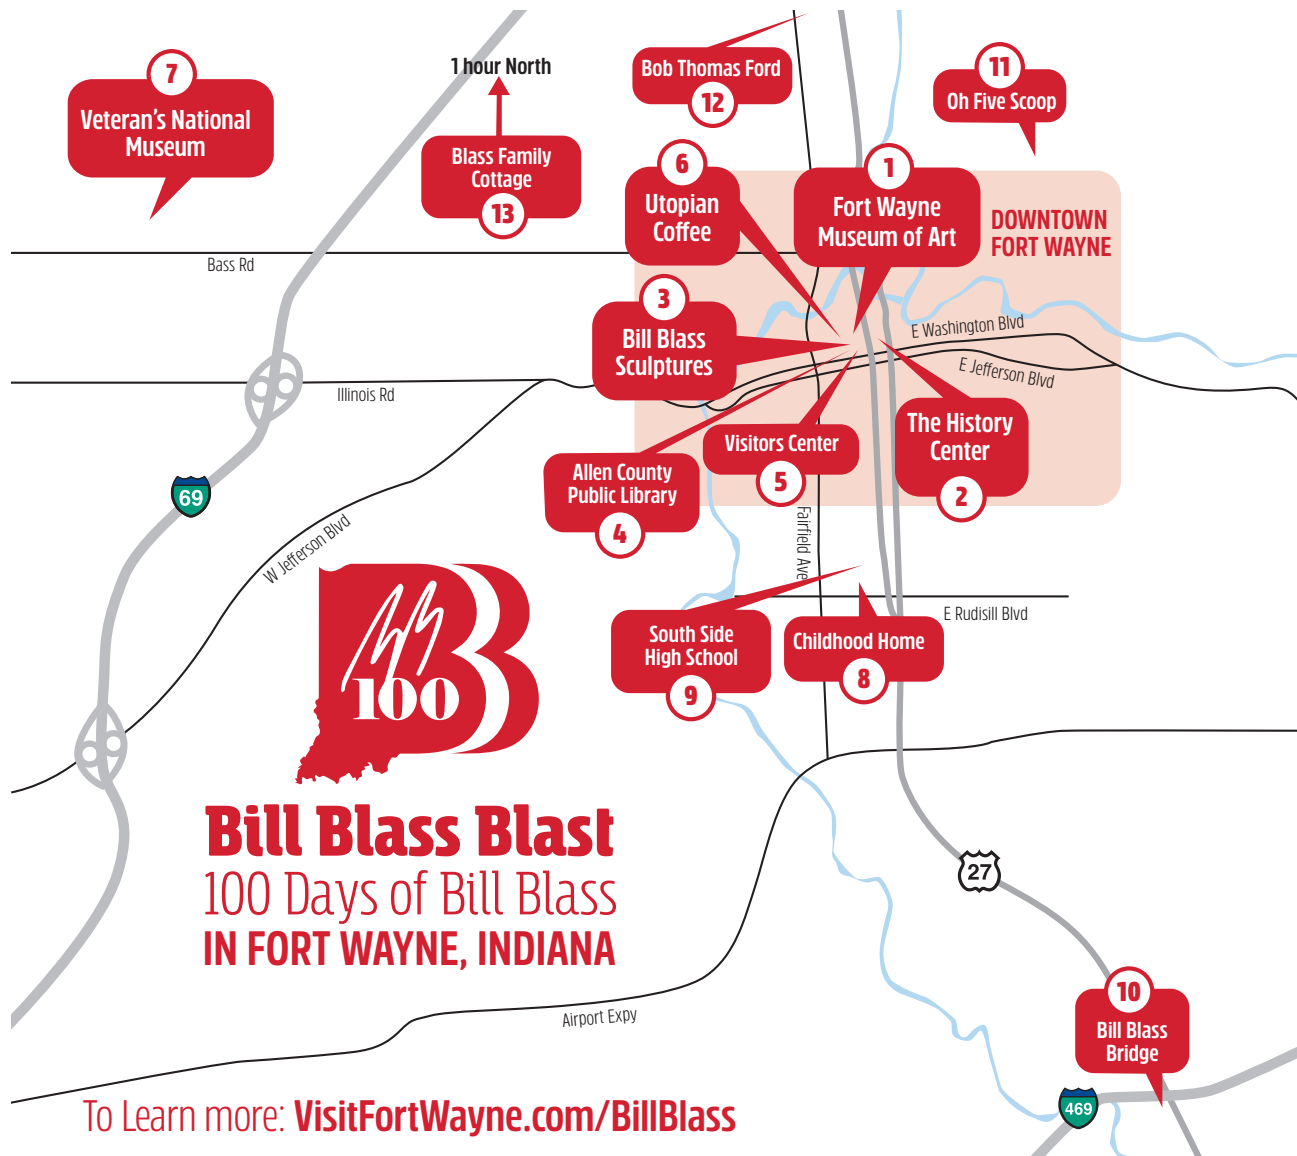 7
Veteran's National
Museum
1 hour North
Blass Family
Cottage
13
Bob Thomas Ford
12
11
Oh Five Scoop
6
Utopian
Coffee
1
Fort Wayne
Museum of Art
DOWNTOWN
FORT WAYNE
Bass Rd
3
Bill Blass
Sculptures
E Washington Blvd
E Jefferson Blvd
Illinois Rd
The History
Center
2
Visitors Center
5
Allen County
Public Library
4
69
W Jefferson Blvd
Fairfield Ave
E Rudisill Blvd
South Side
High School
9
Childhood Home
8
100
Bill Blass Blast
100 Days of Bill Blass
IN FORT WAYNE, INDIANA
27
10
Bill Blass
Bridge
Airport Expy
469
To Learn more: VisitFortWayne.com/BillBlass